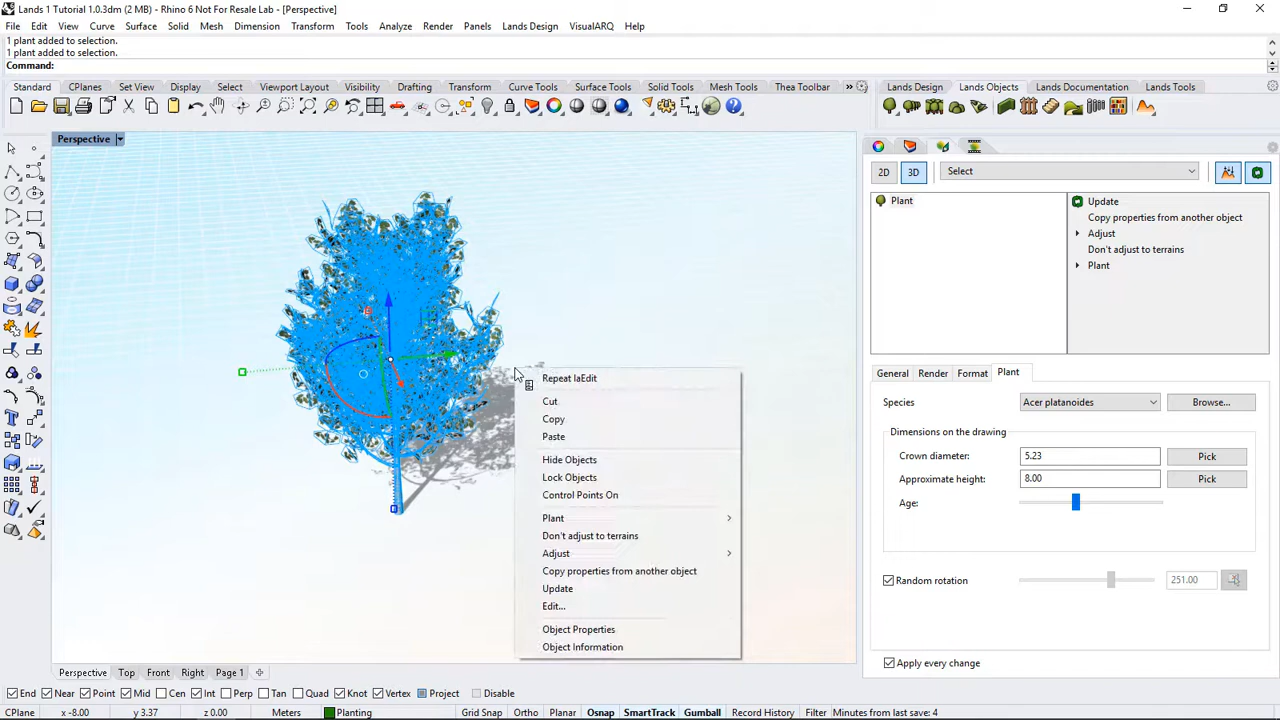 Lands 1 Tutorial 1.0.3dm (2 MB) - Rhino 6 Not For Resale Lab - [Perspective]
File Edit View Curve Surface Solid Mesh Dimension Transform Tools Analyze Render Panels Lands Design VisualARQ Help
1 plant added to selection.
1 plant added to selection.
Command:
Standard CPlanes Set View Display Select Viewport Layout Visibility Drafting Transform Curve Tools Surface Tools Solid Tools Mesh Tools Thea Toolbar »
Lands Design Lands Objects Lands Documentation Lands Tools
Perspective
2D 3D Select
Plant
Update
Copy properties from another object
Adjust
Don't adjust to terrains
Plant
Repeat laEdit
Cut
Copy
Paste
Hide Objects
Lock Objects
Control Points On
Plant
Don't adjust to terrains
Adjust
Copy properties from another object
Update
Edit...
Object Properties
Object Information
General Render Format Plant
Species Acer platanoides Browse...
Dimensions on the drawing
Crown diameter: 5.23 Pick
Approximate height: 8.00 Pick
Age:
Random rotation 251.00
Apply every change
Perspective Top Front Right Page 1
End Near Point Mid Cen Int Perp Tan Quad Knot Vertex Project Disable
CPlane x -8.00 y 3.37 z 0.00 Meters Planting Grid Snap Ortho Planar Osnap SmartTrack Gumball Record History Filter Minutes from last save: 4